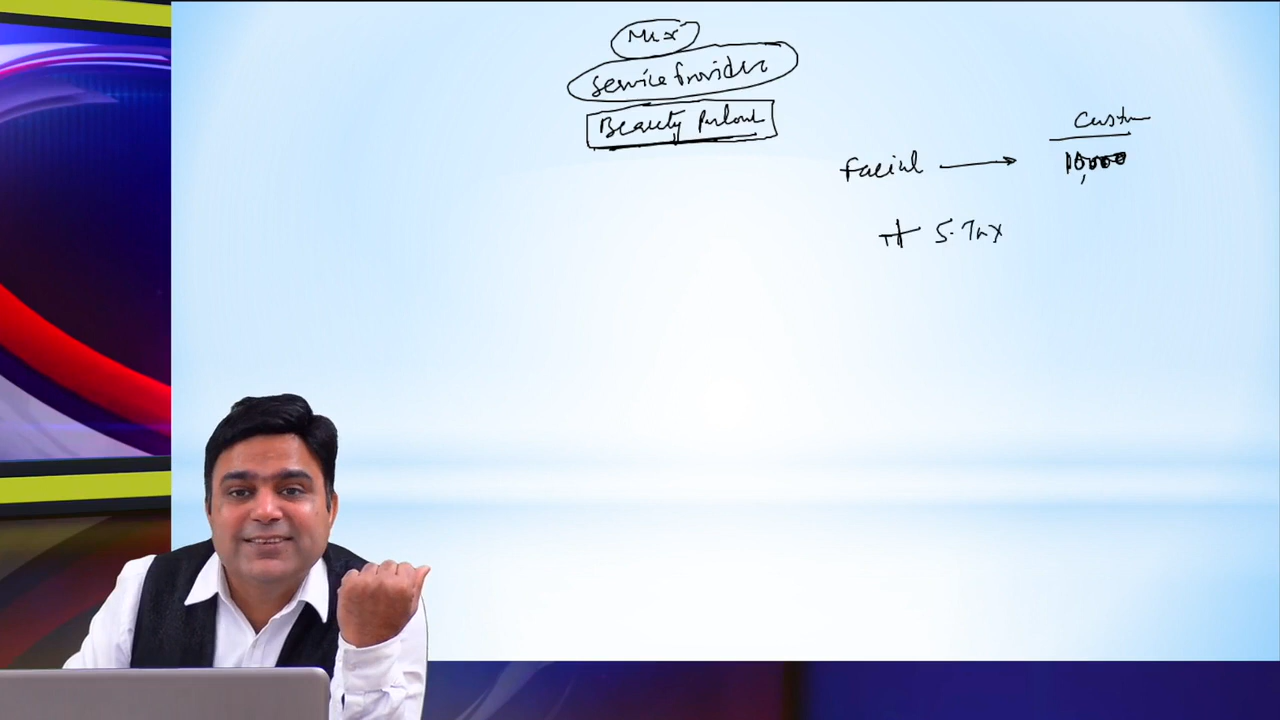 Mr x
Service Provider
Beauty Parlour
Custm
Facial → 10,000
+ S. Tax